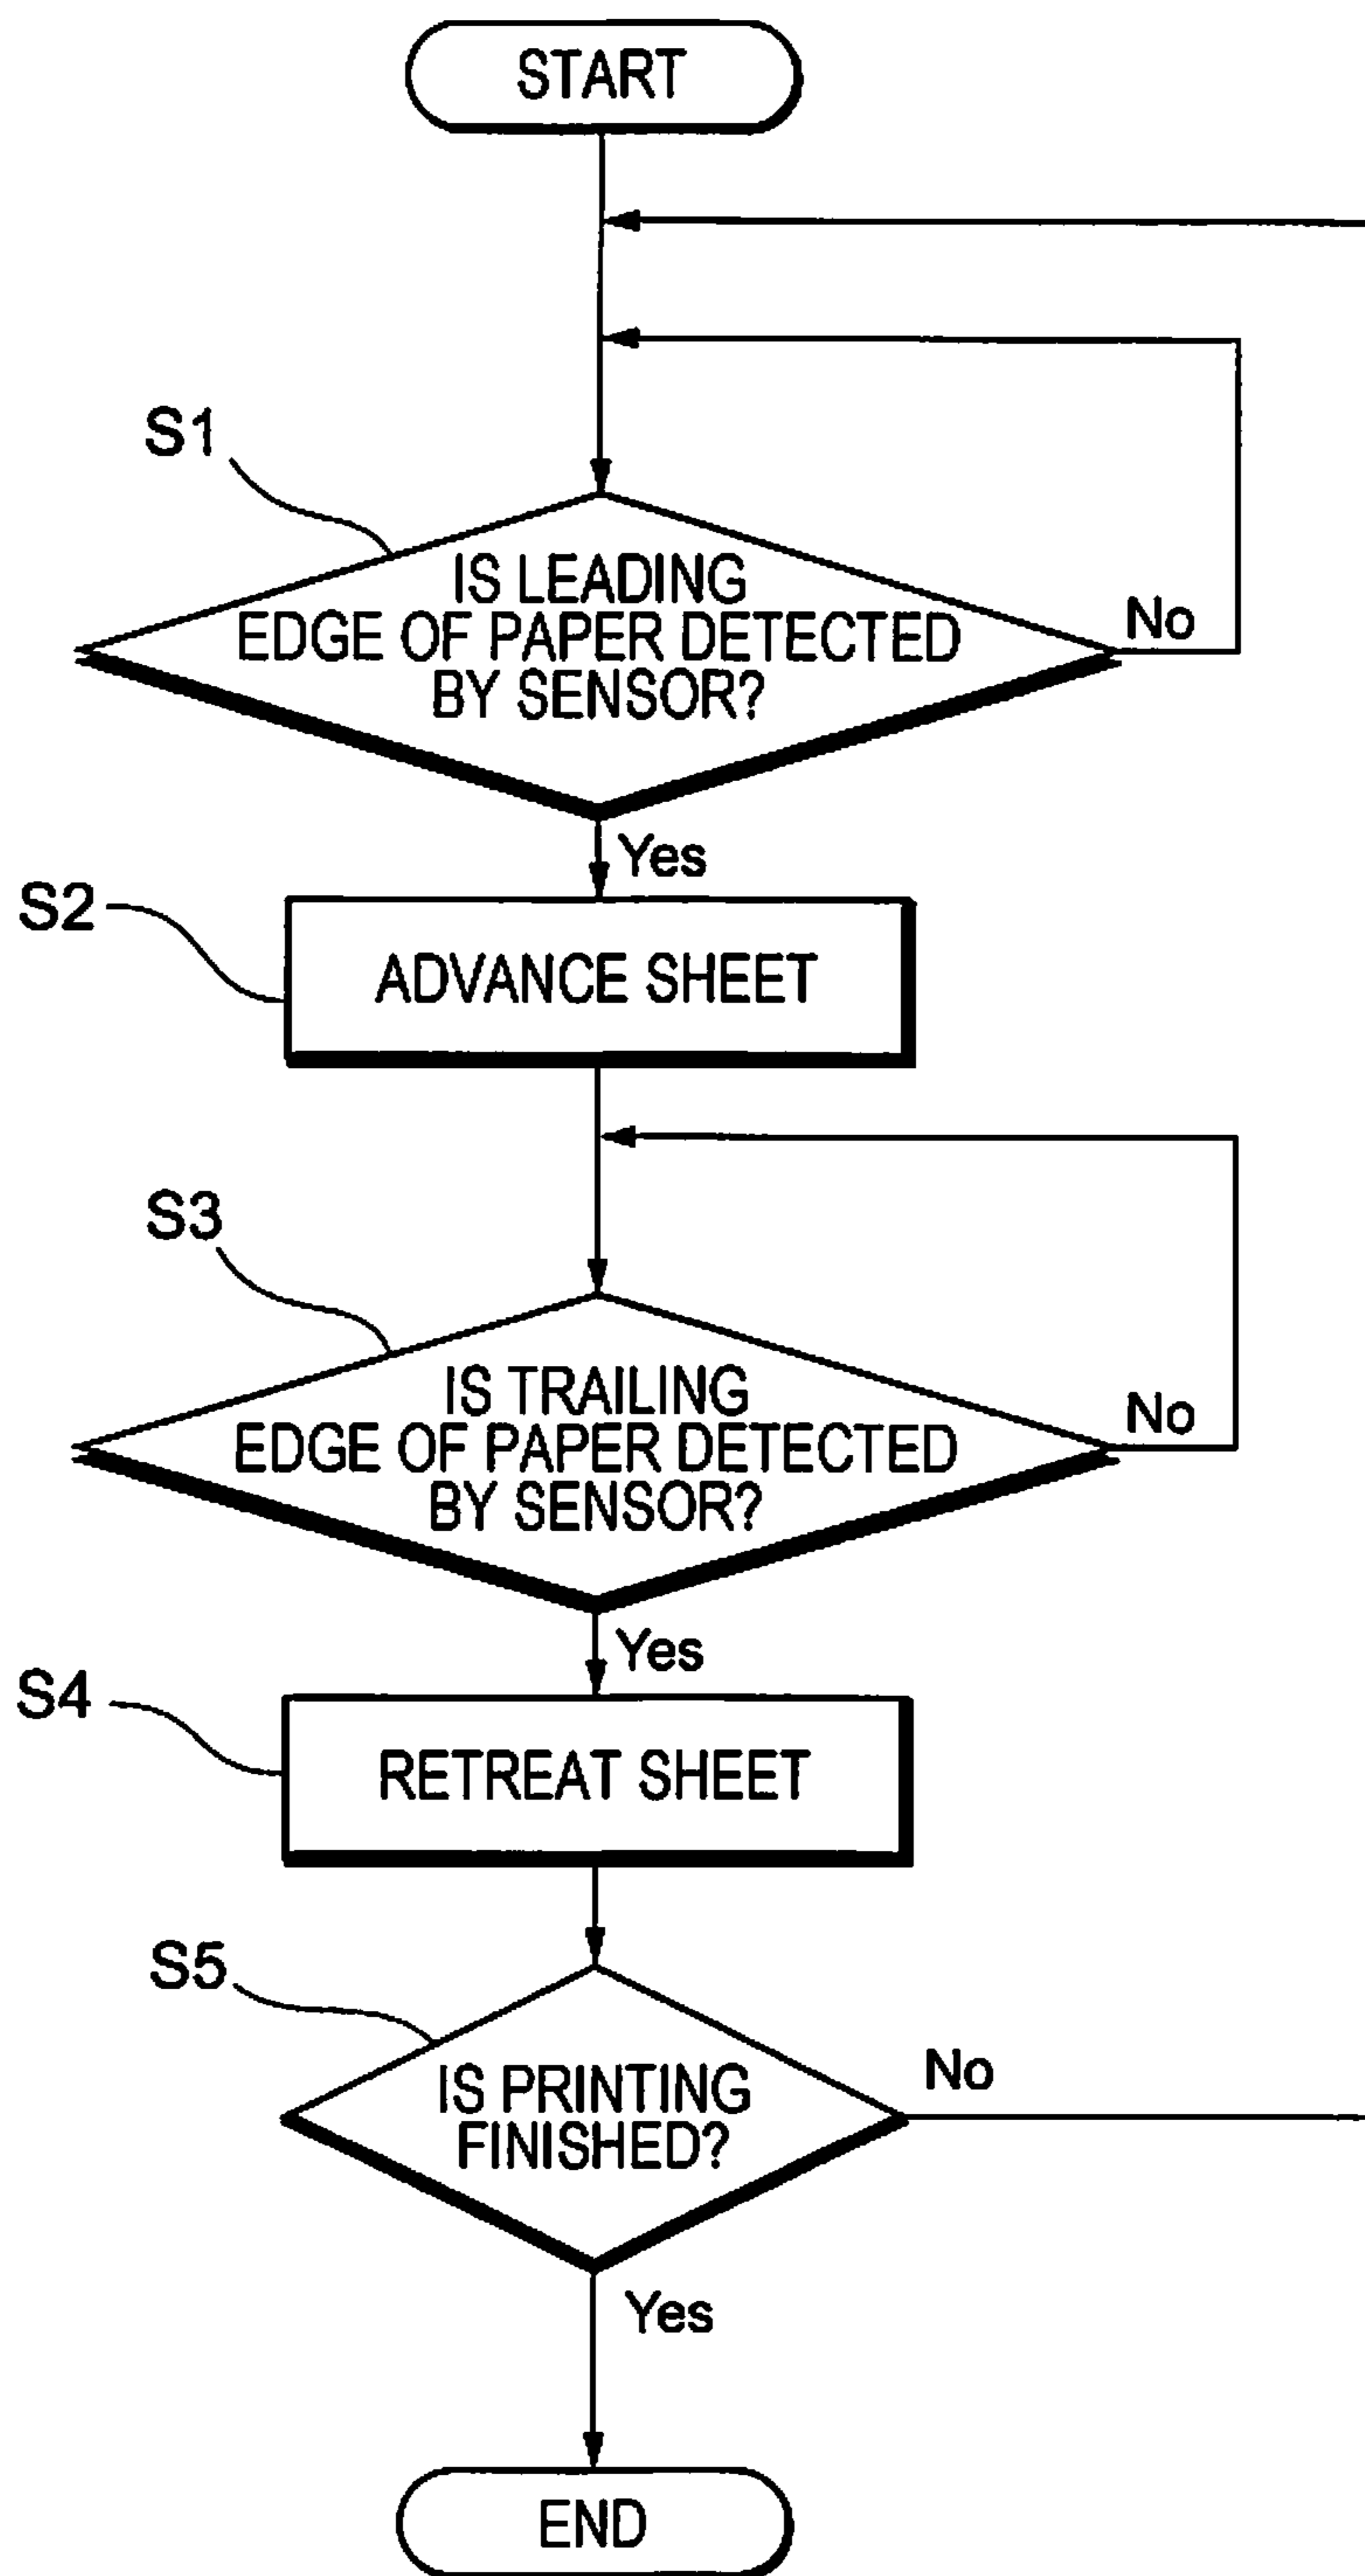 START
S1
IS LEADING
EDGE OF PAPER DETECTED
BY SENSOR?
No
Yes
S2
ADVANCE SHEET
S3
IS TRAILING
EDGE OF PAPER DETECTED
BY SENSOR?
No
Yes
S4
RETREAT SHEET
S5
IS PRINTING
FINISHED?
No
Yes
END